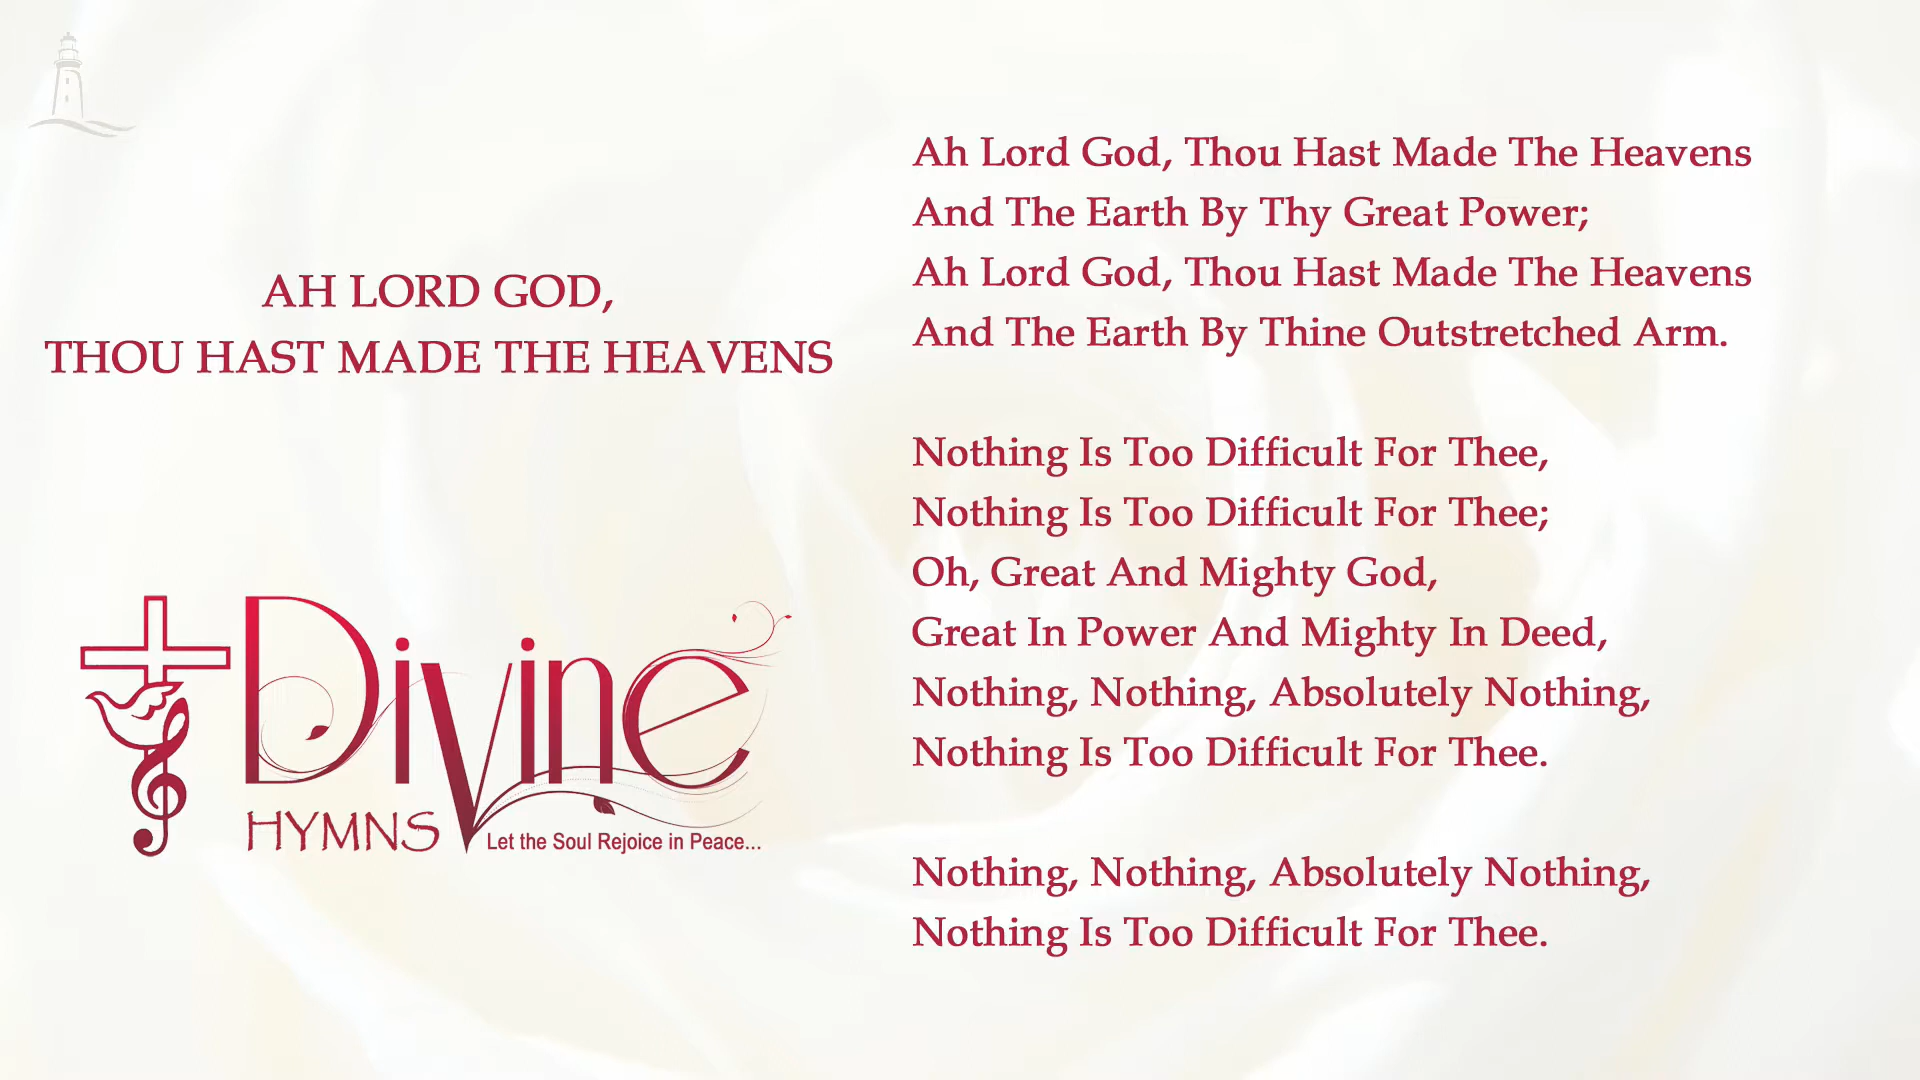 AH LORD GOD,
THOU HAST MADE THE HEAVENS
Divine
HYMNS
Let the Soul Rejoice in Peace...
Ah Lord God, Thou Hast Made The Heavens
And The Earth By Thy Great Power;
Ah Lord God, Thou Hast Made The Heavens
And The Earth By Thine Outstretched Arm.
Nothing Is Too Difficult For Thee,
Nothing Is Too Difficult For Thee;
Oh, Great And Mighty God,
Great In Power And Mighty In Deed,
Nothing, Nothing, Absolutely Nothing,
Nothing Is Too Difficult For Thee.
Nothing, Nothing, Absolutely Nothing,
Nothing Is Too Difficult For Thee.